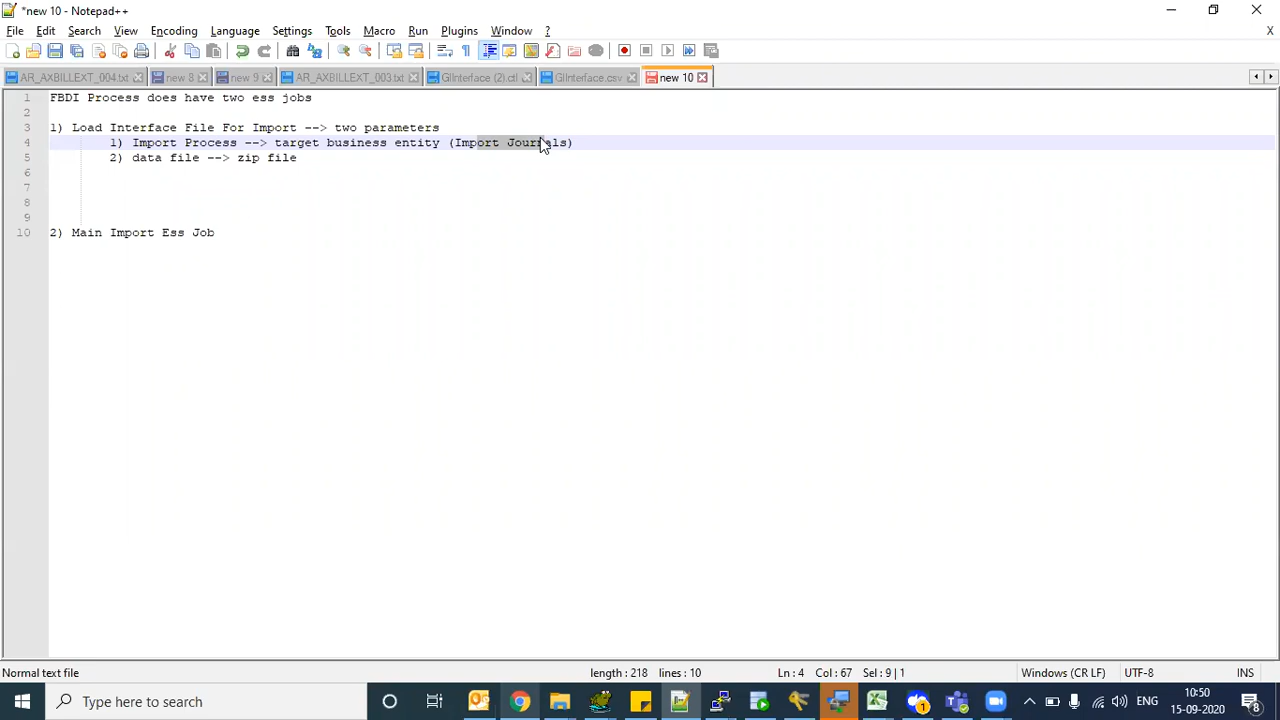 *new 10 - Notepad++
File Edit Search View Encoding Language Settings Tools Macro Run Plugins Window ?
X
AR_AXBILLEXT_004.txt new 8 new 9 GlInterface (2).ctl GlInterface.csv new 10
1 FBDI Process does have two ess jobs
2
3 1) Load Interface File For Import --> two parameters
4 1) Import Process --> target business entity (Import Journals)
5 2) data file --> zip file
6
7
8
9
10 2) Main Import Ess Job
Normal text file length : 218 lines : 10 Ln : 4 Col : 67 Sel : 9 | 1 Windows (CR LF) UTF-8 INS
Type here to search 1 ENG 10:50
15-09-2020 8